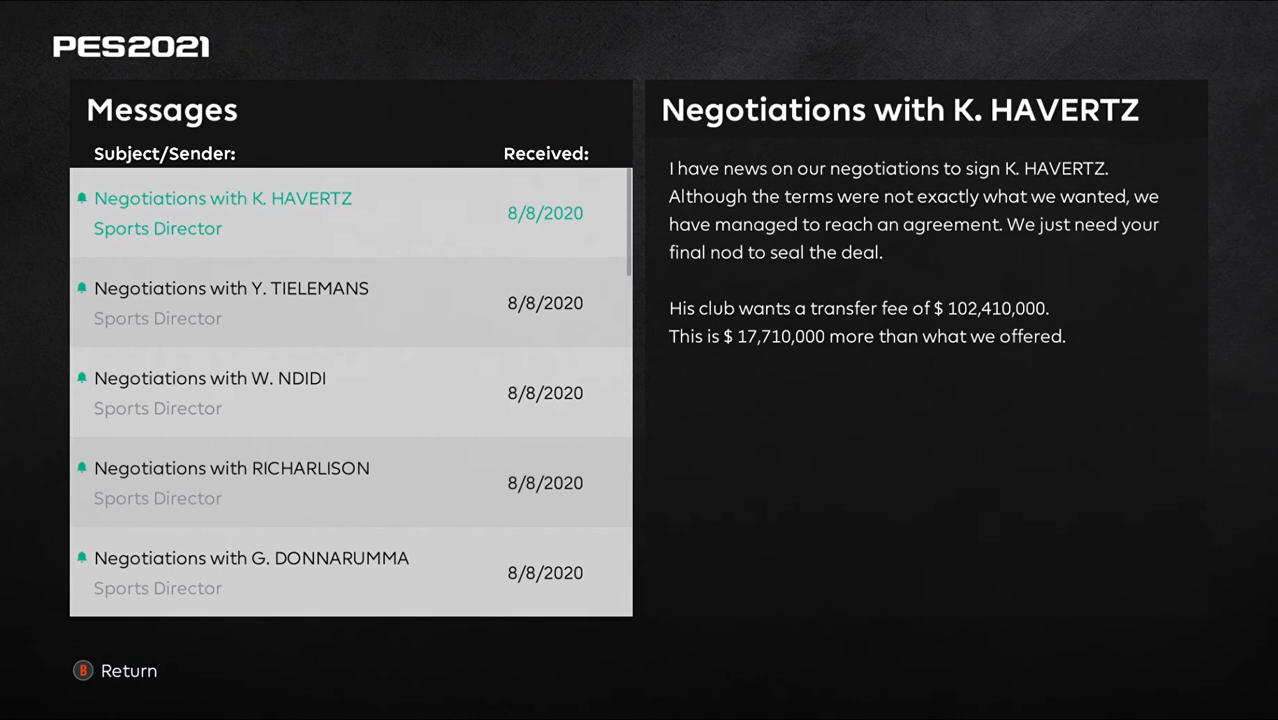 PES2021
Messages
Subject/Sender:
Received:
Negotiations with K. HAVERTZ
Sports Director
8/8/2020
Negotiations with Y. TIELEMANS
Sports Director
8/8/2020
Negotiations with W. NDIDI
Sports Director
8/8/2020
Negotiations with RICHARLISON
Sports Director
8/8/2020
Negotiations with G. DONNARUMMA
Sports Director
8/8/2020
Negotiations with K. HAVERTZ
I have news on our negotiations to sign K. HAVERTZ.
Although the terms were not exactly what we wanted, we
have managed to reach an agreement. We just need your
final nod to seal the deal.
His club wants a transfer fee of $ 102,410,000.
This is $ 17,710,000 more than what we offered.
B Return